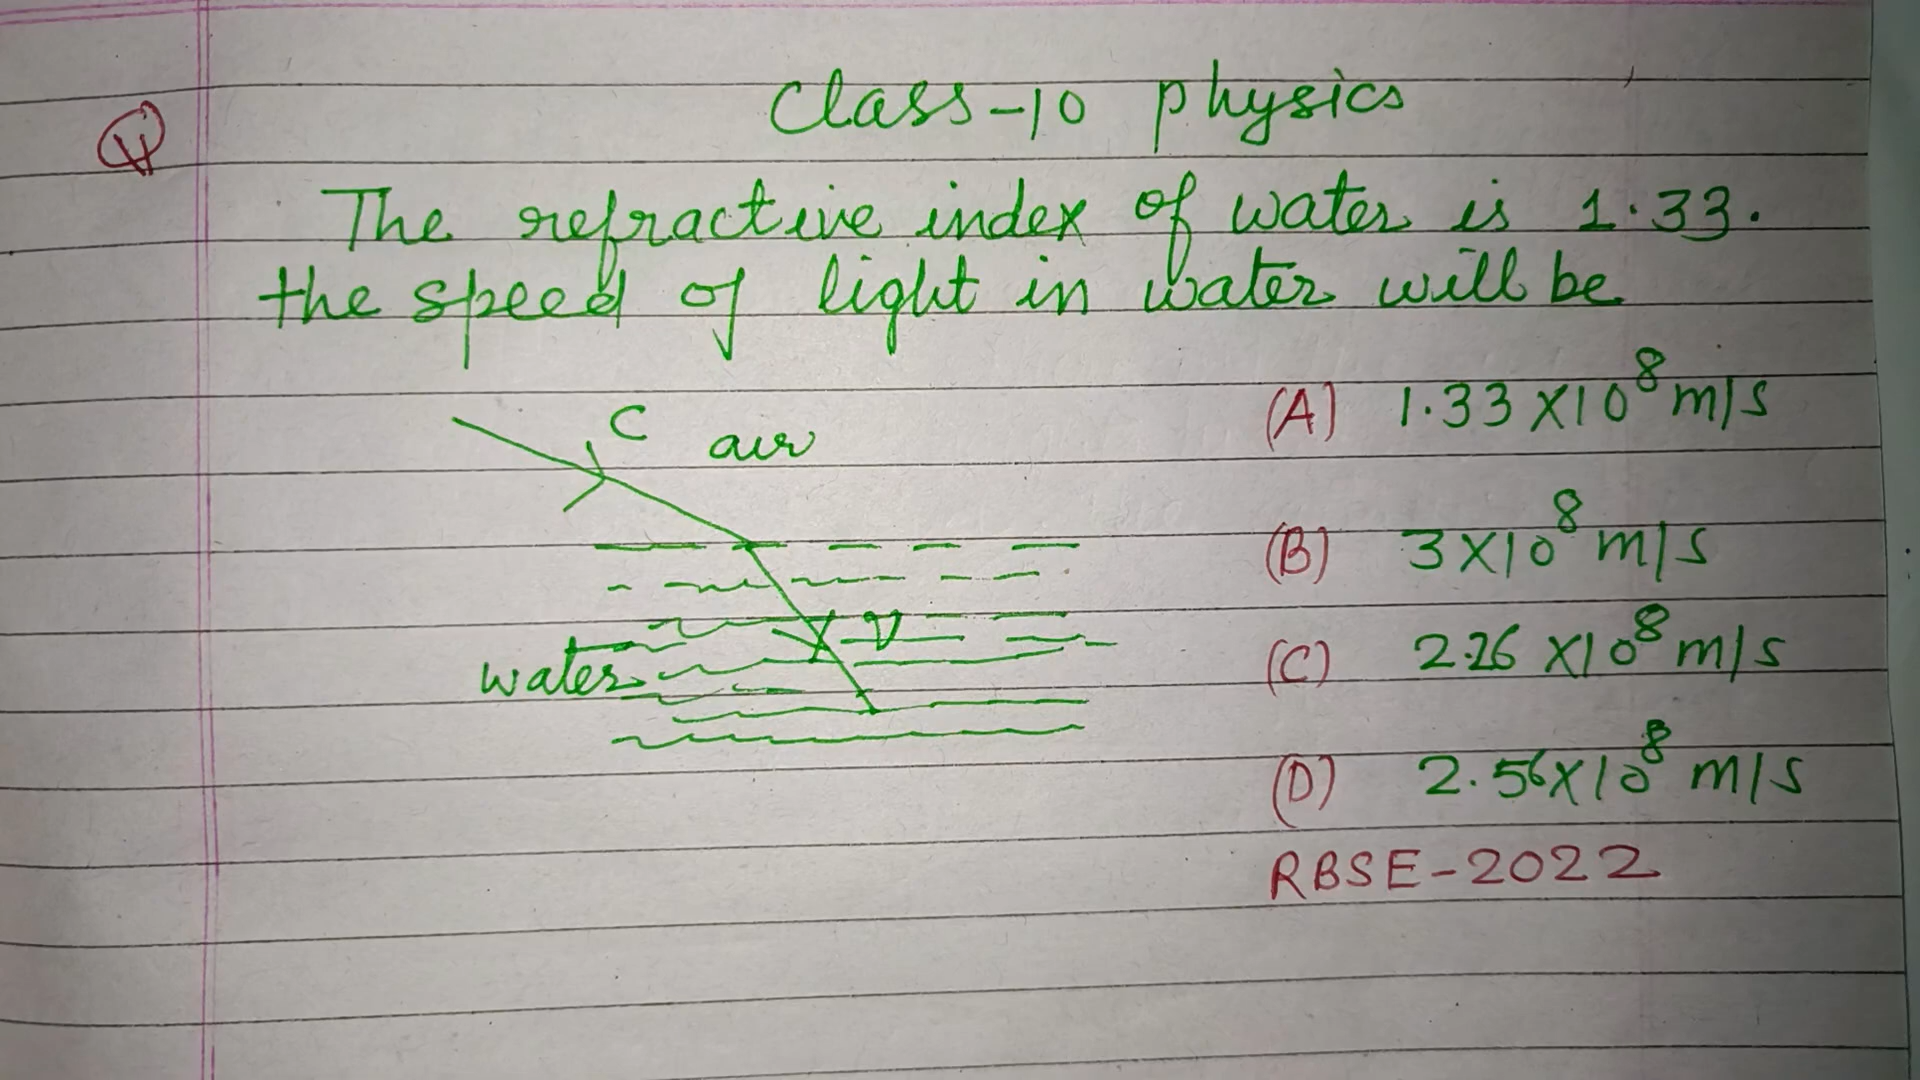 Class-10 physics
Q
The refractive index of water is 1.33.
the speed of light in water will be
C air
water
v
(A) 1.33 ×10⁸ m/s
(B) 3×10⁸ m/s
(C) 2.26 ×10⁸ m/s
(D) 2.56×10⁸ m/s
RBSE-2022